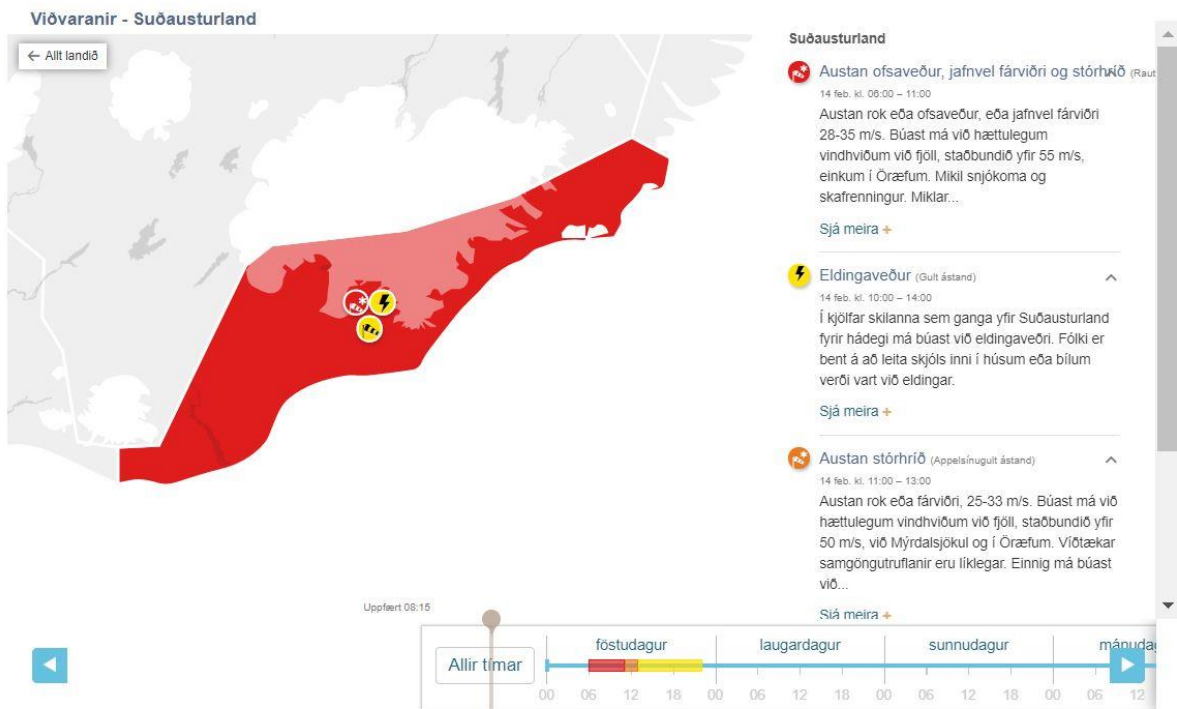 Viðvaranir - Suðausturland
← Allt landið
Suðausturland
Austan ofsaveður, jafnvel fárviðri og stórhríð (Raut
14 feb. kl. 06:00 – 11:00
Austan rok eða ofsaveður, eða jafnvel fárviðri
28-35 m/s. Búast má við hættulegum
vindhviðum við fjöll, staðbundið yfir 55 m/s,
einkum í Öræfum. Mikil snjókoma og
skafrenningur. Miklar...
Sjá meira +
Eldingaveður (Gult ástand)
14 feb. kl. 10:00 – 14:00
Í kjölfar skilanna sem ganga yfir Suðausturland
fyrir hádegi má búast við eldingaveðri. Fólki er
bent á að leita skjóls inni í húsum eða bílum
verði vart við eldingar.
Sjá meira +
Austan stórhríð (Appelsínugult ástand)
14 feb. kl. 11:00 – 13:00
Austan rok eða fárviðri, 25-33 m/s. Búast má við
hættulegum vindhviðum við fjöll, staðbundið yfir
50 m/s, við Mýrdalsjökul og í Öræfum. Víðtækar
samgöngutruflanir eru líklegar. Einnig má búast
við...
Sjá meira +
Uppfært 08:15
Allir tímar
föstudagur laugardagur sunnudagur mánudag
00 06 12 18 00 06 12 18 00 06 12 18 00 06 12